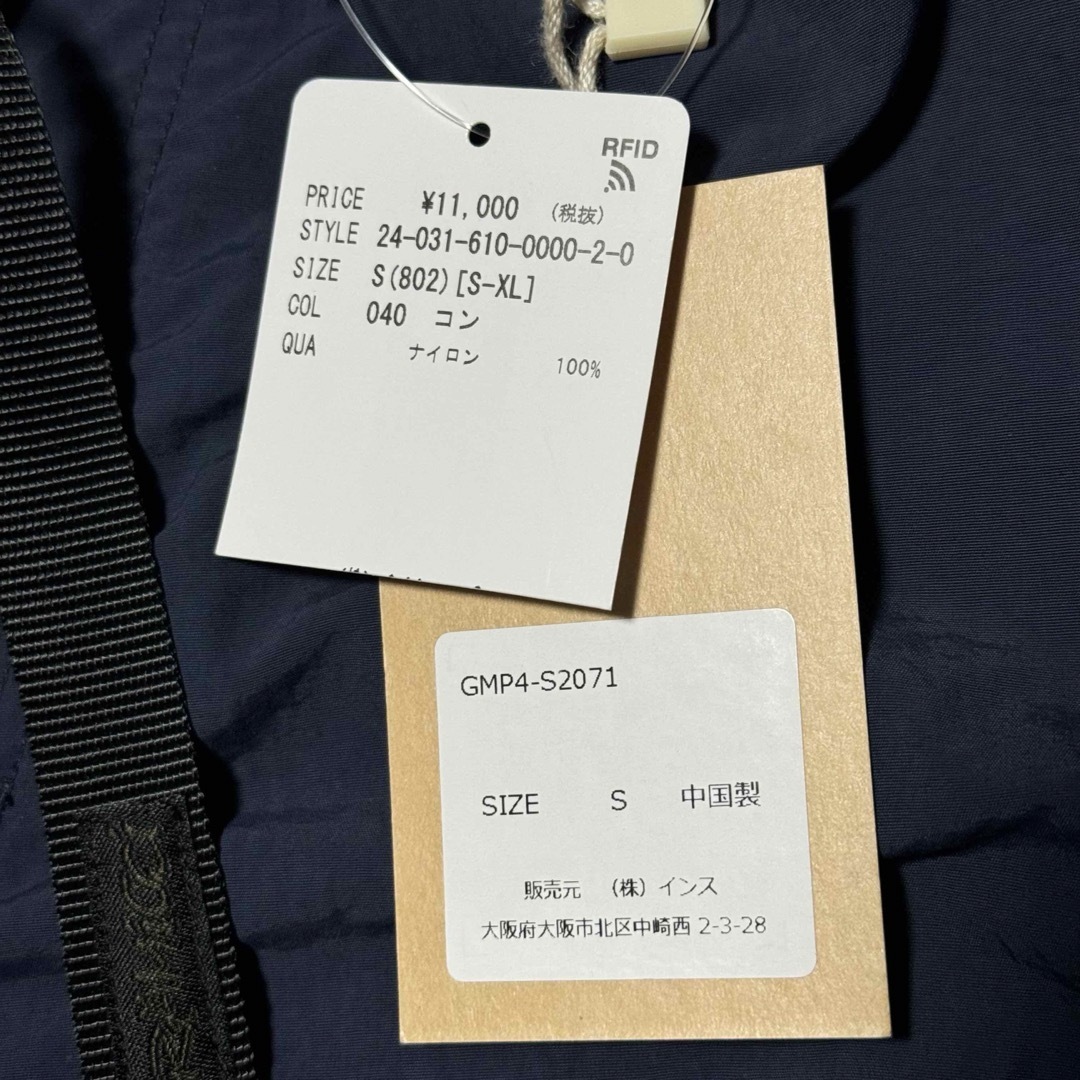 RFID
PRICE ¥11,000 (税抜)
STYLE 24-031-610-0000-2-0
SIZE S(802)[S-XL]
COL 040 コン
QUA ナイロン 100%
GMP4-S2071
SIZE S 中国製
販売元 (株)インス
大阪府大阪市北区中崎西 2-3-28